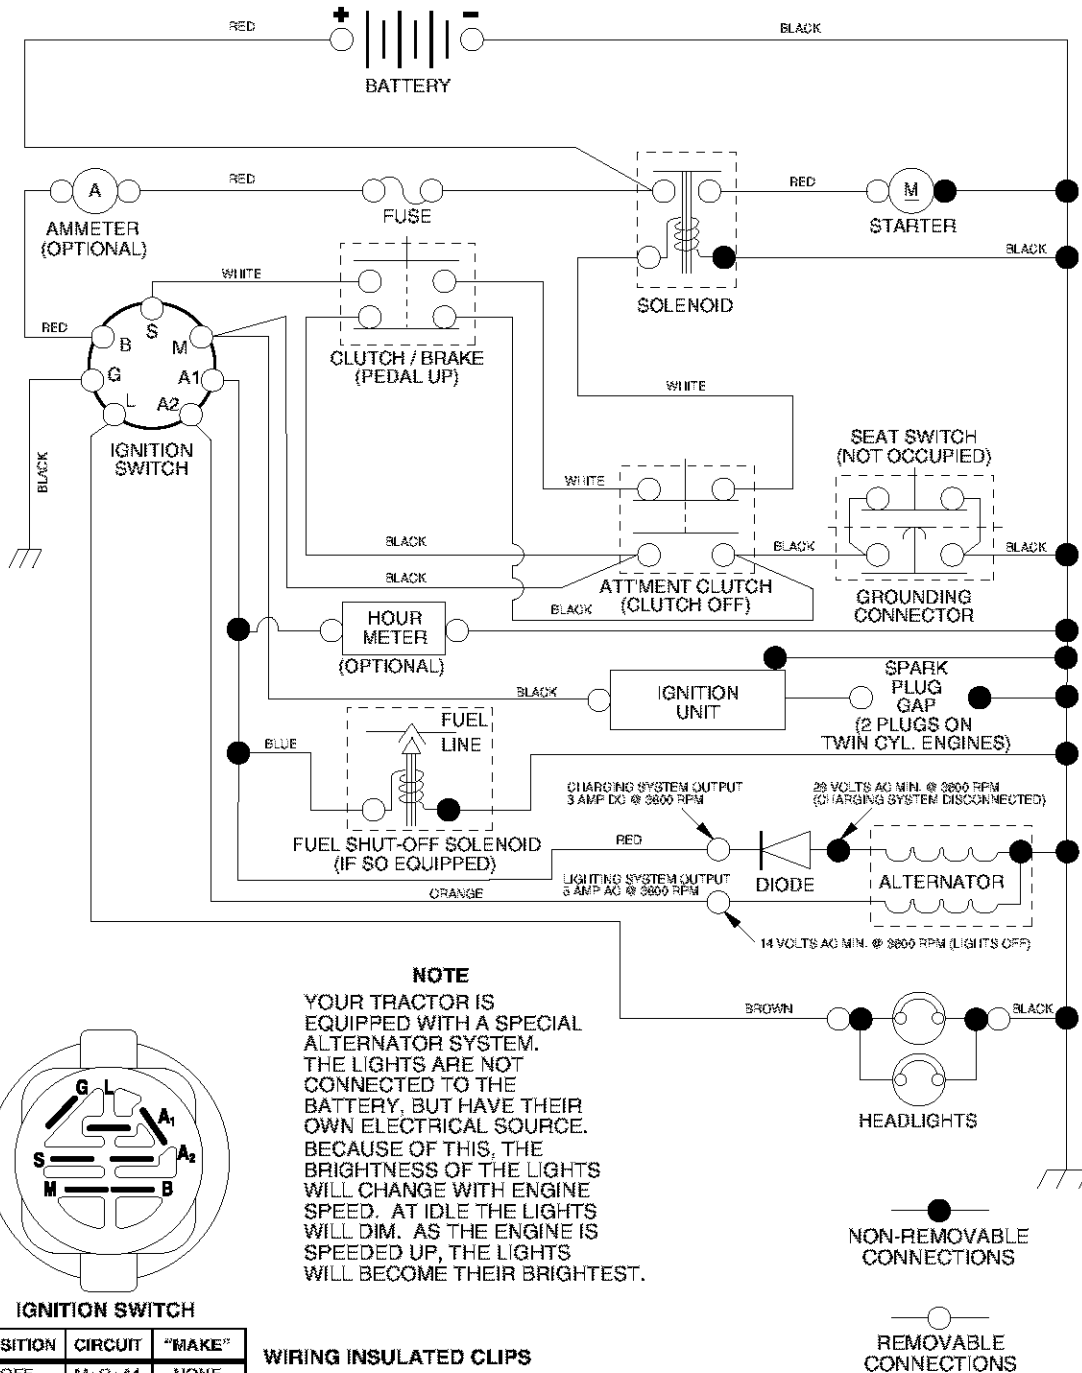 RED
+
-
BLACK
BATTERY
A
RED
RED
M
AMMETER
(OPTIONAL)
FUSE
STARTER
BLACK
WHITE
SOLENOID
RED
S
B
M
CLUTCH / BRAKE
(PEDAL UP)
G
A1
L
A2
WHITE
IGNITION
SWITCH
BLACK
SEAT SWITCH
(NOT OCCUPIED)
WHITE
BLACK
BLACK
BLACK
BLACK
ATT'MENT CLUTCH
(CLUTCH OFF)
GROUNDING
CONNECTOR
BLACK
HOUR
METER
(OPTIONAL)
BLACK
IGNITION
UNIT
SPARK
PLUG
GAP
(2 PLUGS ON
TWIN CYL. ENGINES)
FUEL
LINE
BLUE
CHARGING SYSTEM OUTPUT
3 AMP DC @ 3600 RPM
28 VOLTS AC MIN. @ 3600 RPM
(CHARGING SYSTEM DISCONNECTED)
FUEL SHUT-OFF SOLENOID
(IF SO EQUIPPED)
RED
DIODE
ALTERNATOR
LIGHTING SYSTEM OUTPUT
5 AMP AC @ 3600 RPM
ORANGE
14 VOLTS AC MIN. @ 3600 RPM (LIGHTS OFF)
NOTE
YOUR TRACTOR IS
EQUIPPED WITH A SPECIAL
ALTERNATOR SYSTEM.
THE LIGHTS ARE NOT
CONNECTED TO THE
BATTERY, BUT HAVE THEIR
OWN ELECTRICAL SOURCE.
BECAUSE OF THIS, THE
BRIGHTNESS OF THE LIGHTS
WILL CHANGE WITH ENGINE
SPEED. AT IDLE THE LIGHTS
WILL DIM. AS THE ENGINE IS
SPEEDED UP, THE LIGHTS
WILL BECOME THEIR BRIGHTEST.
BROWN
BLACK
HEADLIGHTS
G L
A1
A2
S
M
B
IGNITION SWITCH
NON-REMOVABLE
CONNECTIONS
REMOVABLE
CONNECTIONS
SITION CIRCUIT "MAKE"
WIRING INSULATED CLIPS